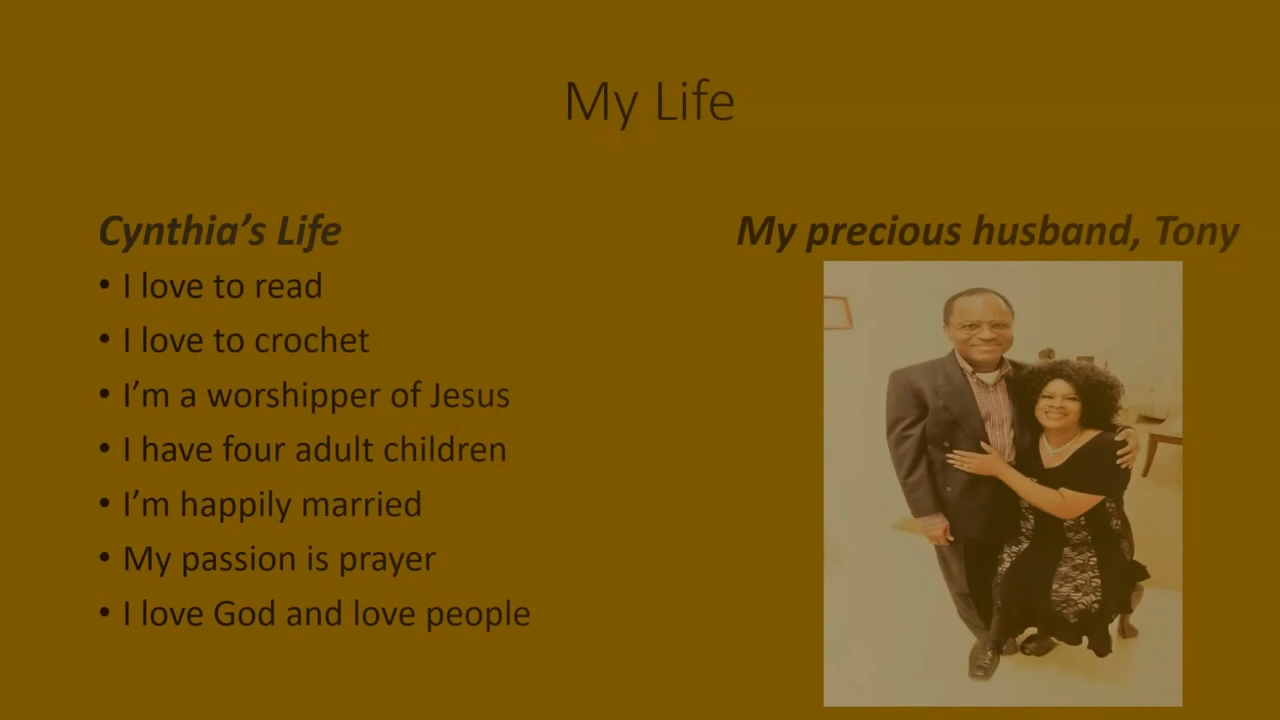 My Life
Cynthia's Life
• I love to read
• I love to crochet
• I'm a worshipper of Jesus
• I have four adult children
• I'm happily married
• My passion is prayer
• I love God and love people
My precious husband, Tony